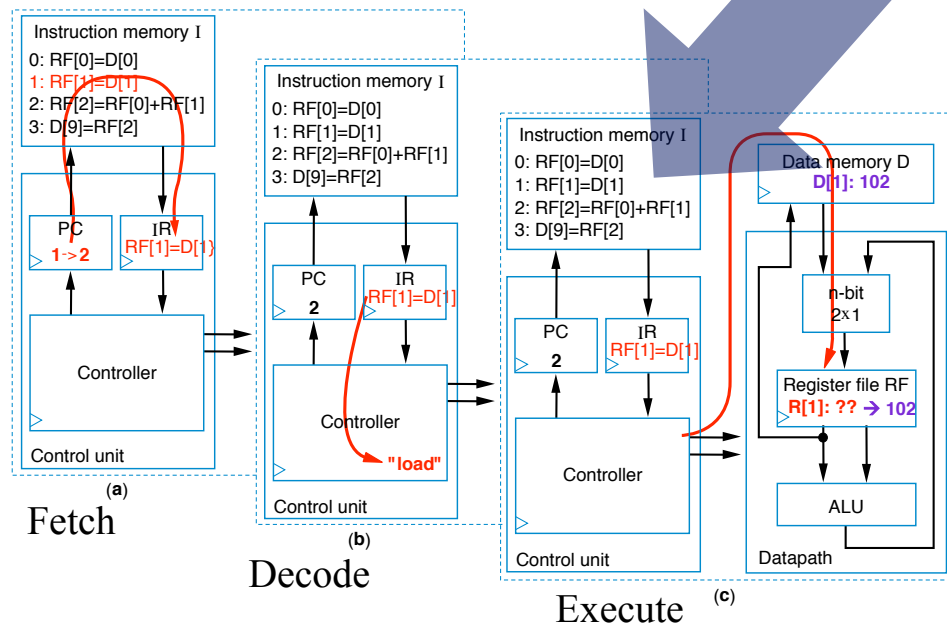 Instruction memory I
0: RF[0]=D[0]
1: RF[1]=D[1]
2: RF[2]=RF[0]+RF[1]
3: D[9]=RF[2]
PC
1->2
IR
RF[1]=D[1}
Controller
Control unit
(a)
Fetch
Instruction memory I
0: RF[0]=D[0]
1: RF[1]=D[1]
2: RF[2]=RF[0]+RF[1]
3: D[9]=RF[2]
PC
2
IR
RF[1]=D[1]
Controller
"load"
Control unit
(b)
Decode
Instruction memory I
0: RF[0]=D[0]
1: RF[1]=D[1]
2: RF[2]=RF[0]+RF[1]
3: D[9]=RF[2]
PC
2
IR
RF[1]=D[1]
Controller
Control unit
Data memory D
D[1]: 102
n-bit
2x1
Register file RF
R[1]: ?? → 102
ALU
Datapath
(c)
Execute